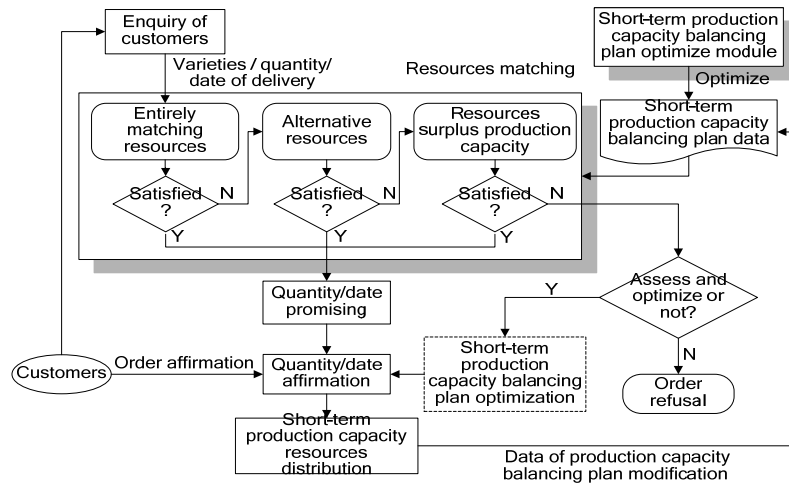 Enquiry of
customers
Short-term production
capacity balancing
plan optimize module
Varieties / quantity/
date of delivery
Resources matching
Optimize
Entirely
matching
resources
Alternative
resources
Resources
surplus production
capacity
Short-term
production capacity
balancing plan data
Satisfied
?
N
Y
Satisfied
?
N
Y
Satisfied
?
N
Y
Quantity/date
promising
Assess and
optimize or
not?
Y
N
Customers
Order affirmation
Quantity/date
affirmation
Short-term
production
capacity balancing
plan optimization
Order
refusal
Short-term
production capacity
resources
distribution
Data of production capacity
balancing plan modification